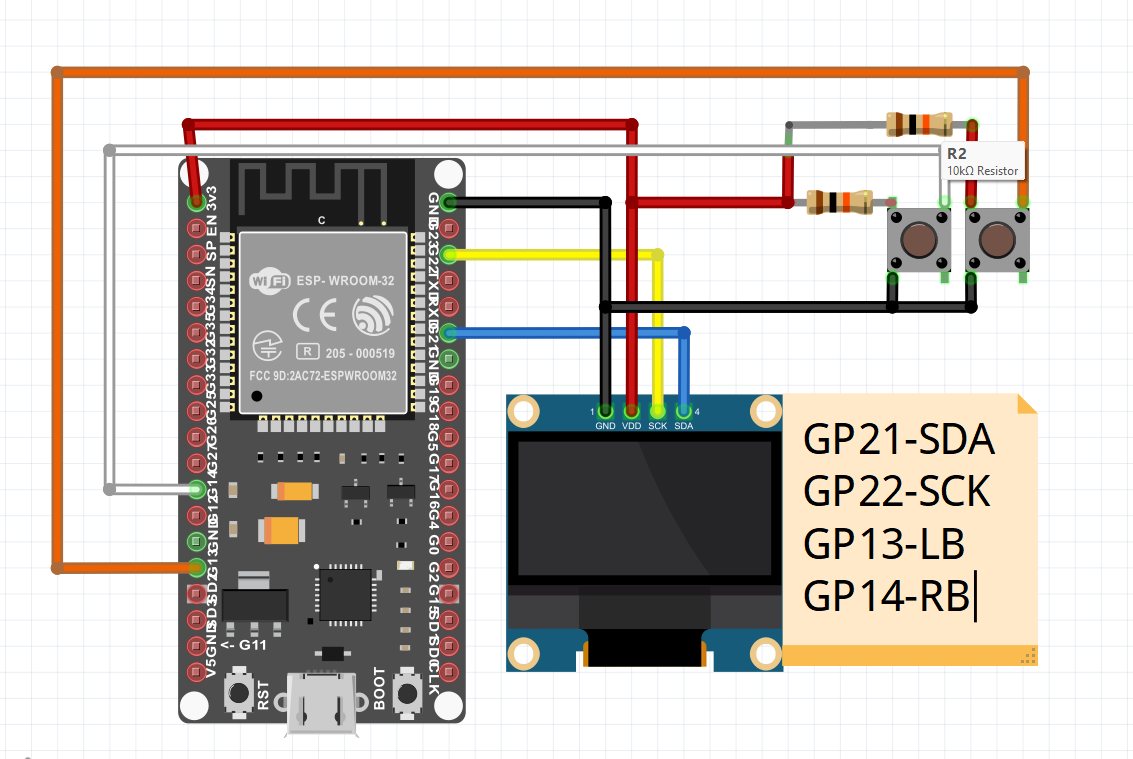 R2
10kΩ Resistor
3v3
EN
SP
SN
G34
G35
G32
G33
G25
G26
G27
G14
G12
GND
G13
SD2
SD3
GND
V5
C
WiFi
ESP- WROOM-32
CE
R 205 - 000519
FCC 9D:2AC72-ESPWROOM32
<- G11
RST
BOOT
GND
G23
G22
TX
RX
G21
GND
G19
G18
G5
G17
G16
G4
G0
G2
G15
SD1
SD0
CLK
1 4
GND VDD SCK SDA
GP21-SDA
GP22-SCK
GP13-LB
GP14-RB